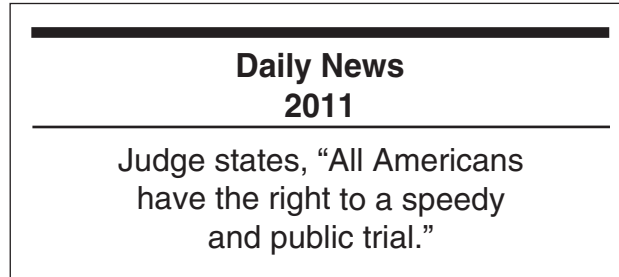 Daily News
2011
Judge states, “All Americans
have the right to a speedy
and public trial.”